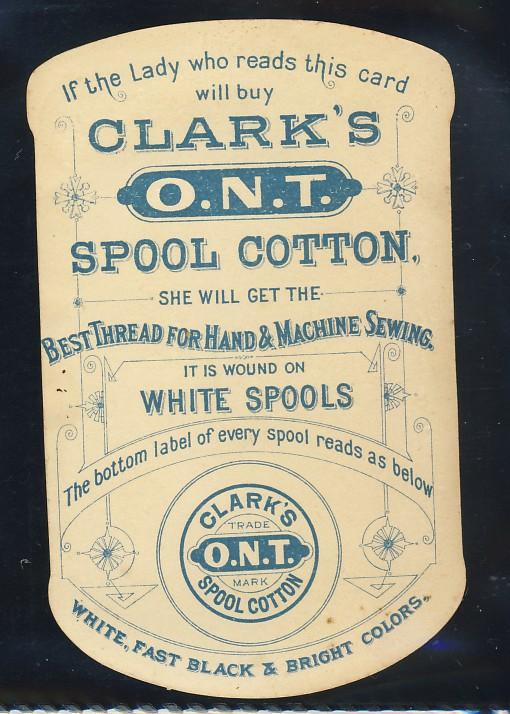 If the Lady who reads this card
will buy
CLARK'S
O.N.T.
SPOOL COTTON,
SHE WILL GET THE
BEST THREAD FOR HAND & MACHINE SEWING.
IT IS WOUND ON
WHITE SPOOLS
The bottom label of every spool reads as below
CLARK'S
TRADE
O.N.T.
MARK
SPOOL COTTON
WHITE, FAST BLACK & BRIGHT COLORS.